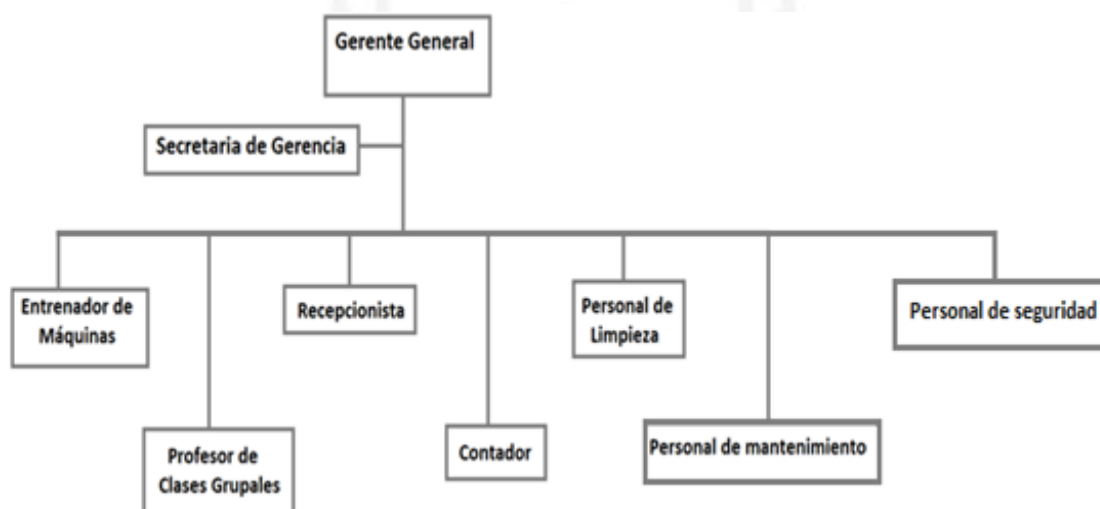 Gerente General
Secretaria de Gerencia
Entrenador de
Máquinas
Recepcionista
Personal de
Limpieza
Personal de seguridad
Profesor de
Clases Grupales
Contador
Personal de mantenimiento